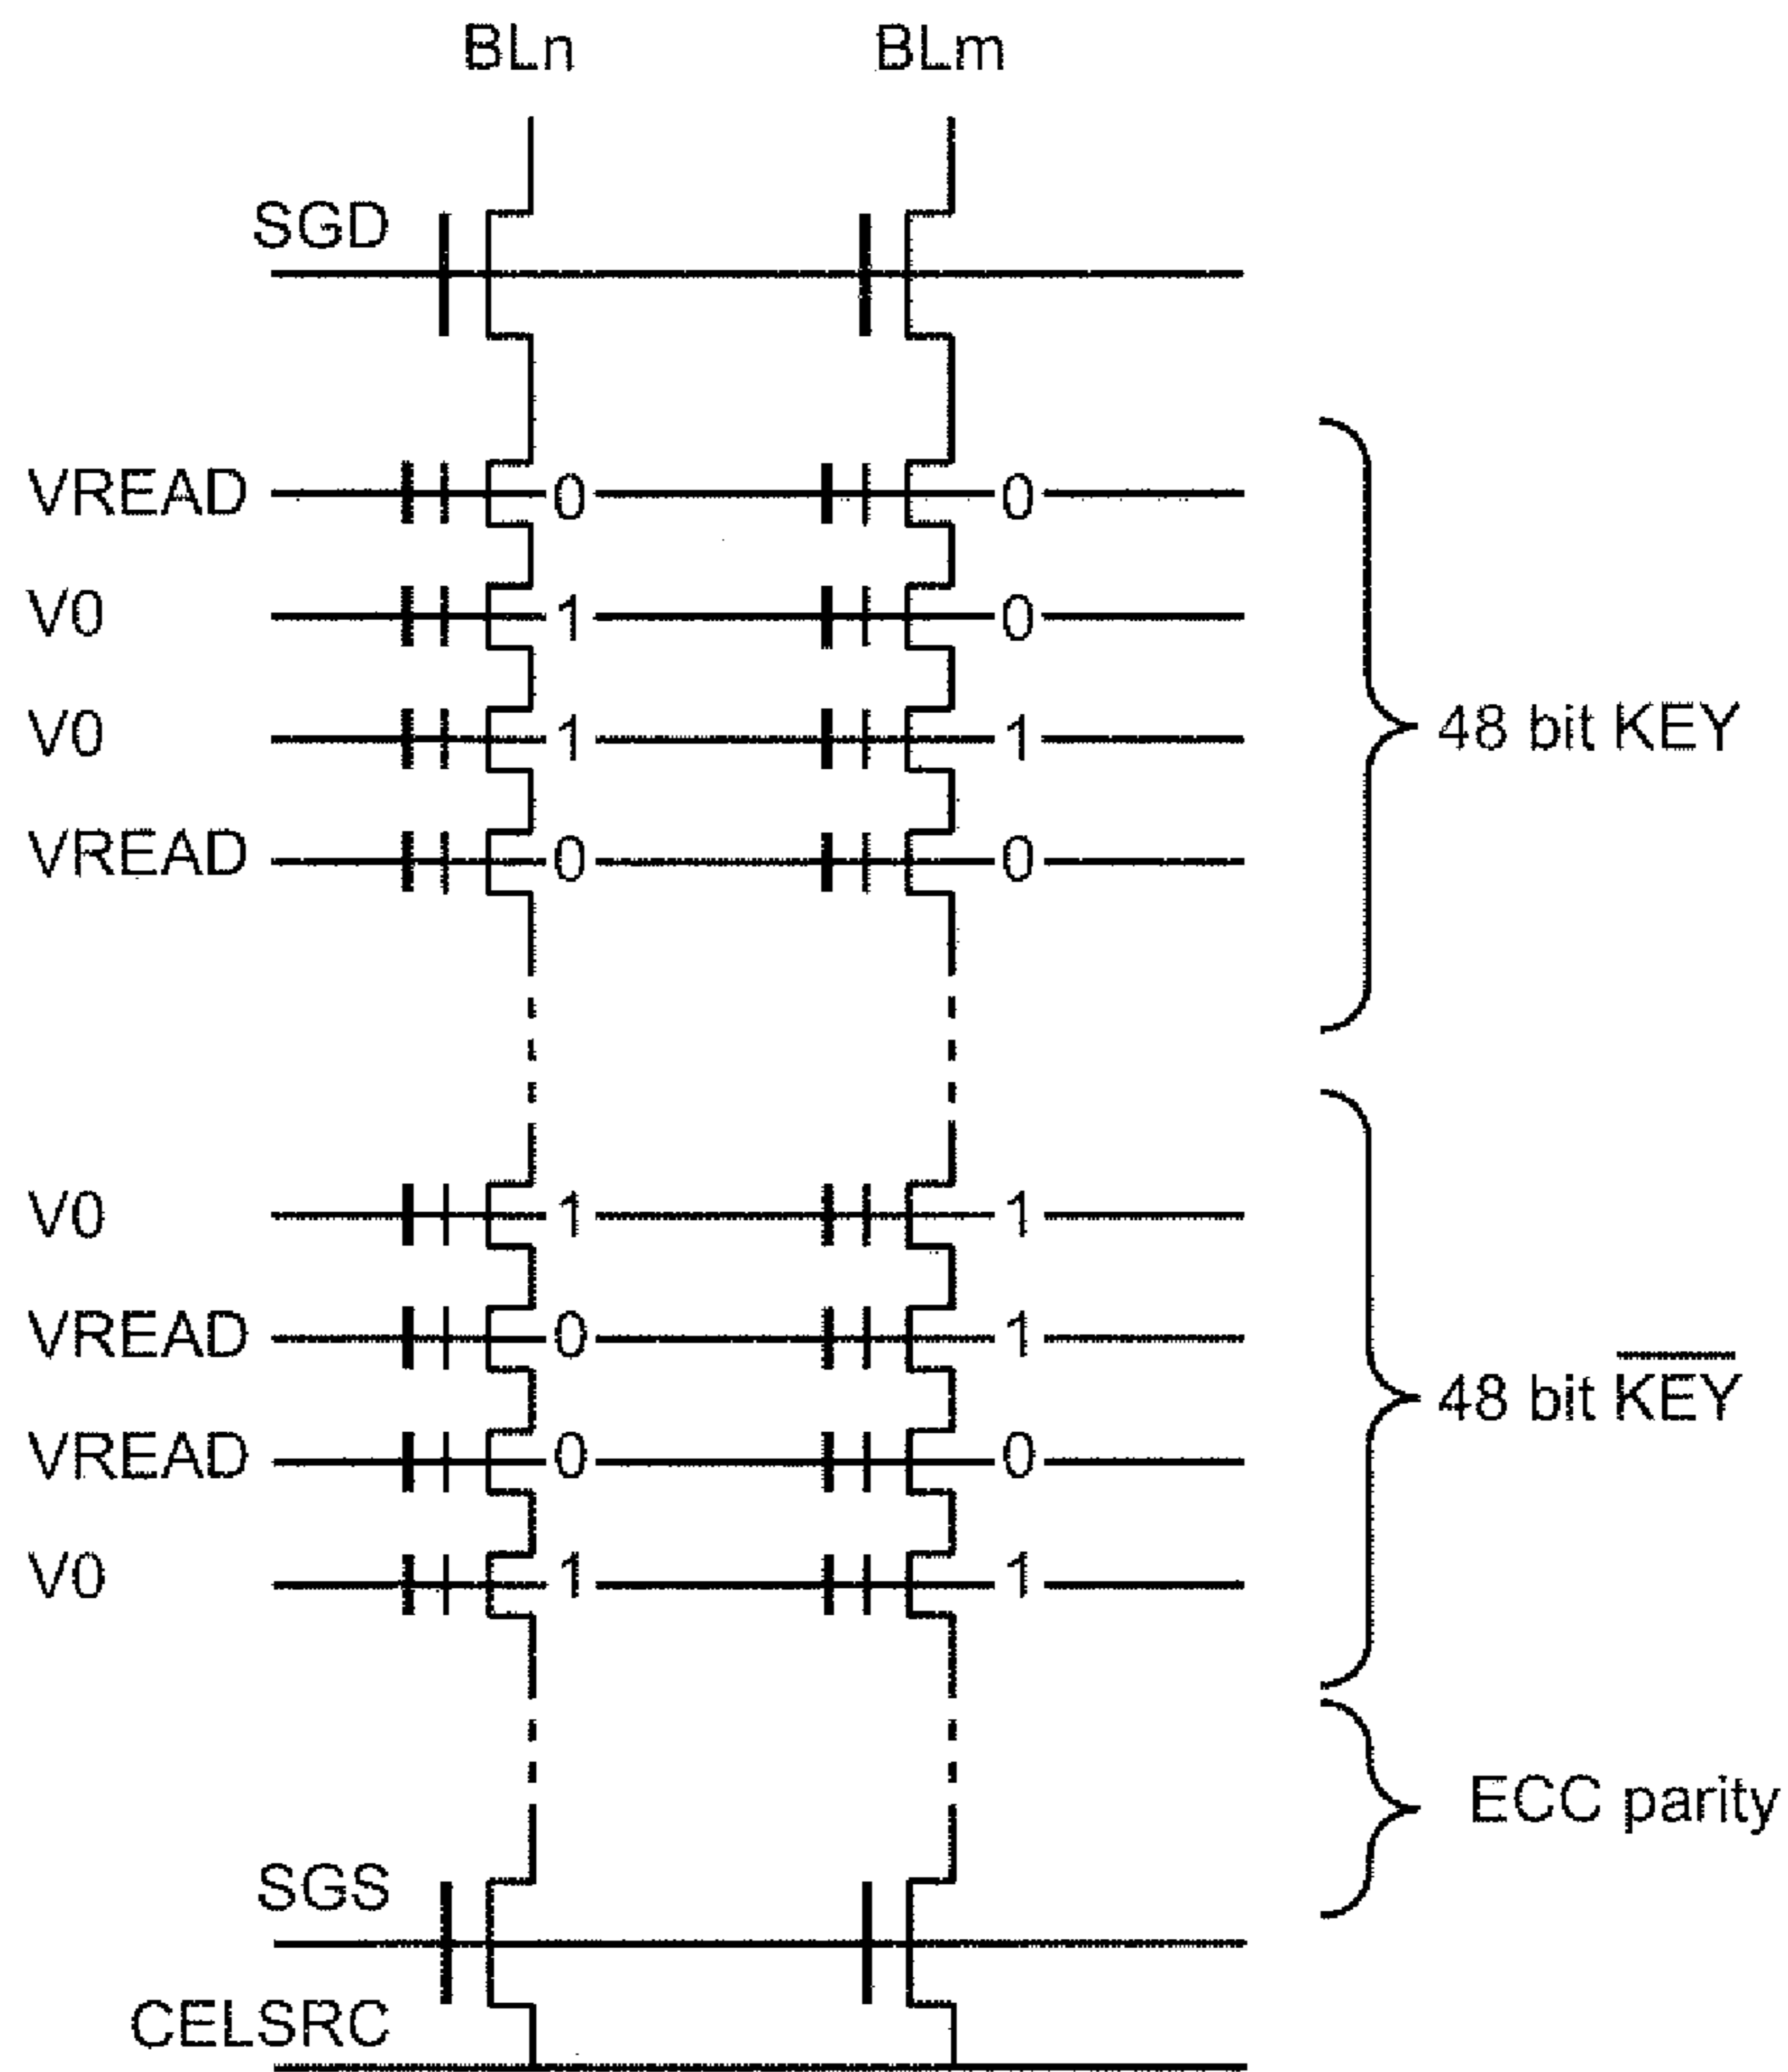 BLn BLm
SGD
VREAD 0 0
V0 1 0
V0 1 1
VREAD 0 0
48 bit KEY
V0 1 1
VREAD 0 1
VREAD 0 0
V0 1 1
48 bit K̅E̅Y̅
ECC parity
SGS
CELSRC